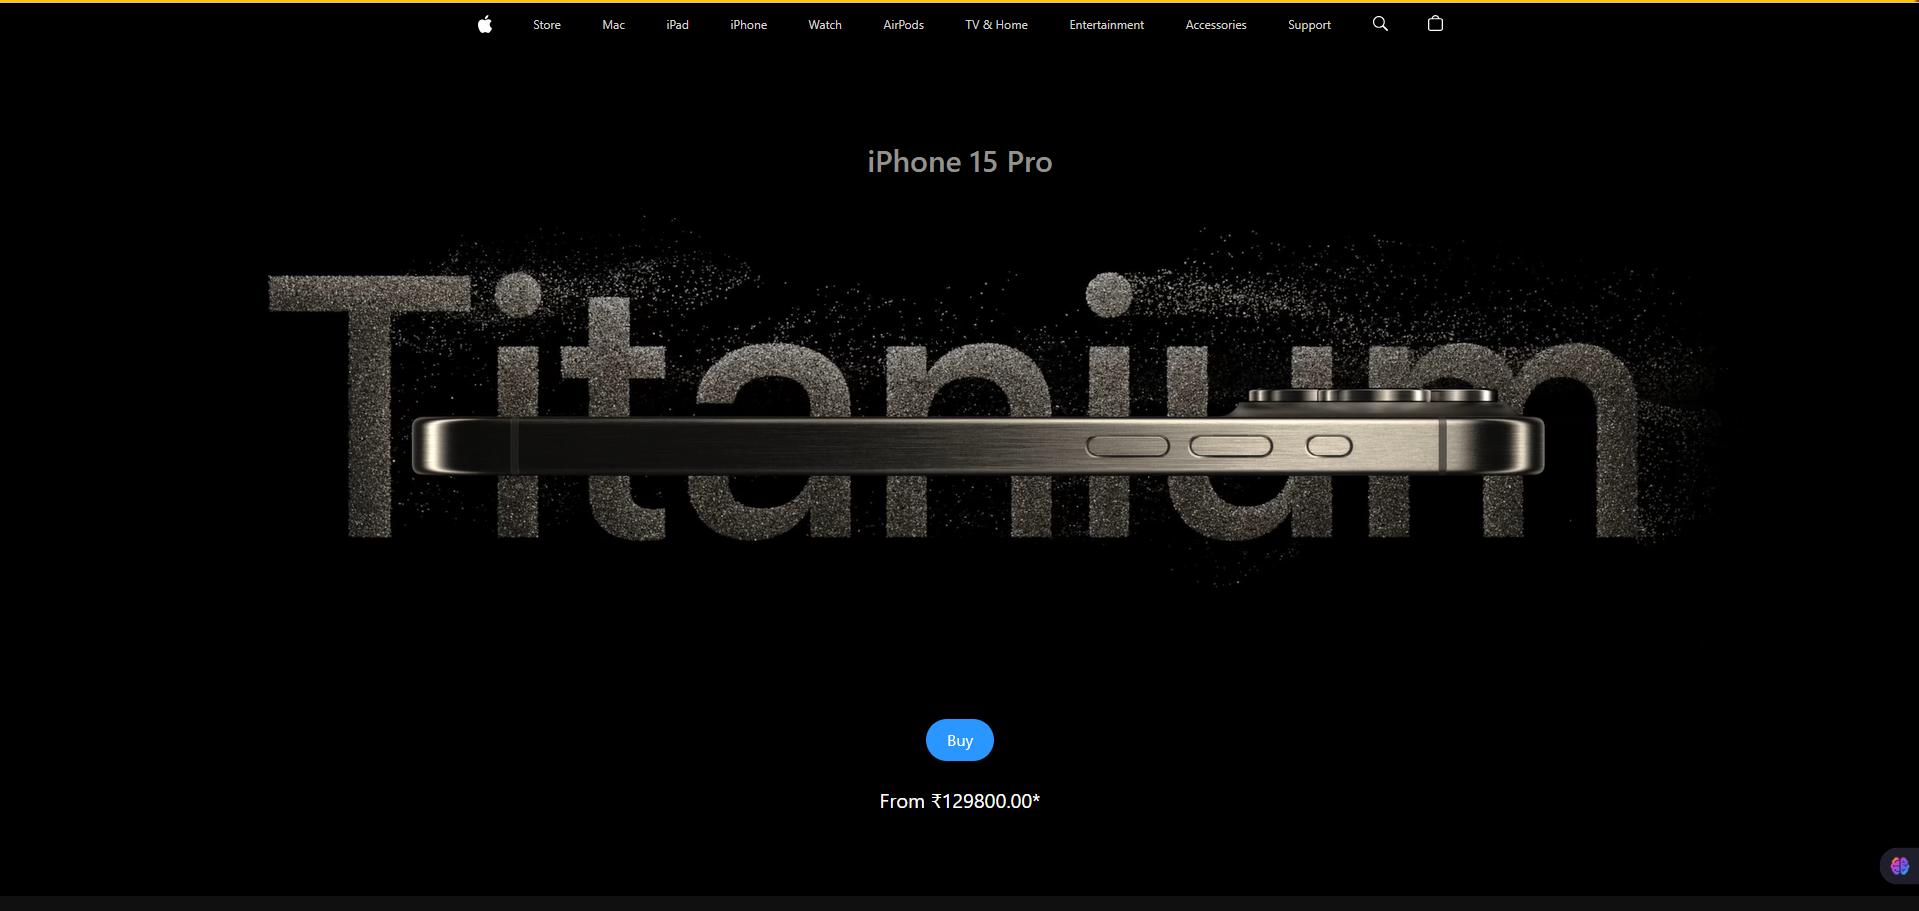 Store Mac iPad iPhone Watch AirPods TV & Home Entertainment Accessories Support
iPhone 15 Pro
Titanium
Buy
From ₹129800.00*